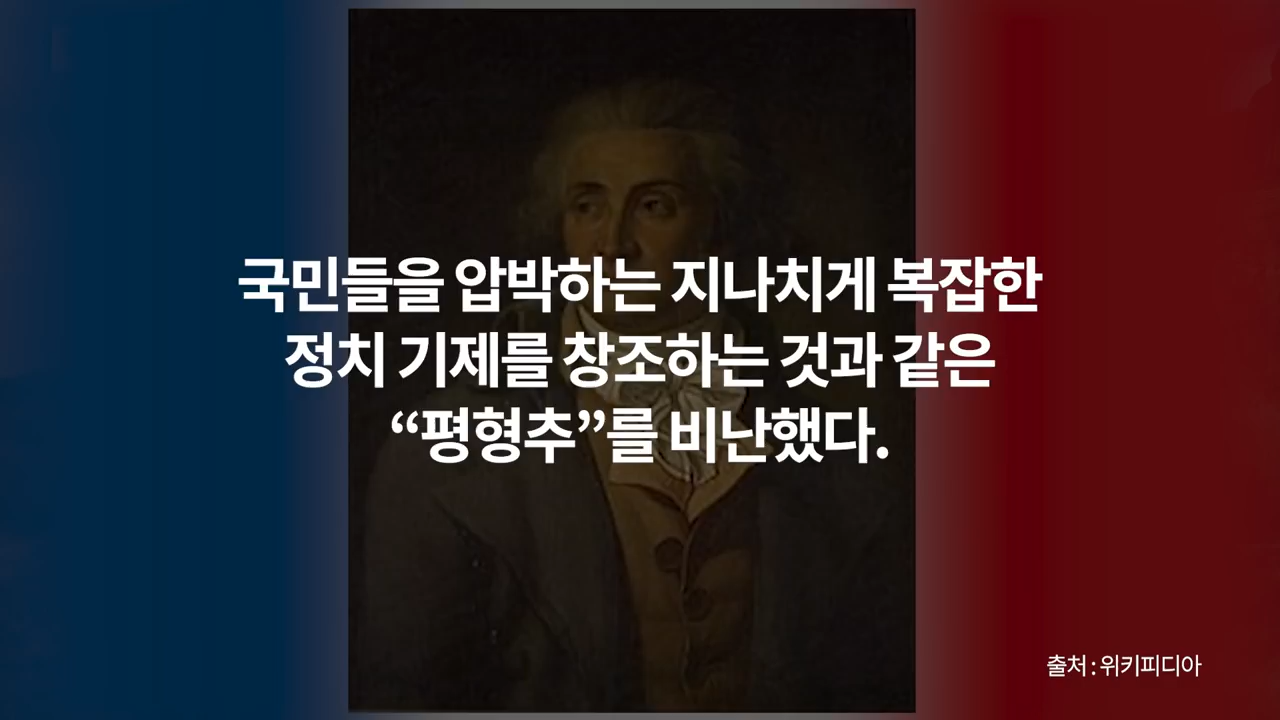 국민들을 압박하는 지나치게 복잡한
정치 기제를 창조하는 것과 같은
“평형추”를 비난했다.
출처 : 위키피디아